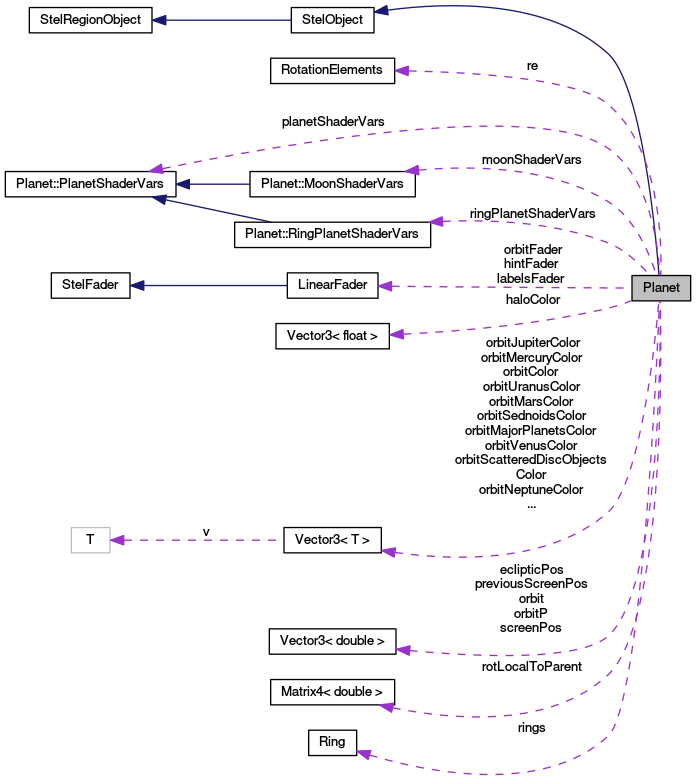 StelRegionObject
StelObject
RotationElements
re
planetShaderVars
moonShaderVars
Planet::PlanetShaderVars
Planet::MoonShaderVars
ringPlanetShaderVars
Planet::RingPlanetShaderVars
orbitFader
hintFader
labelsFader
StelFader
LinearFader
Planet
haloColor
Vector3< float >
orbitJupiterColor
orbitMercuryColor
orbitColor
orbitUranusColor
orbitMarsColor
orbitSednoidsColor
orbitMajorPlanetsColor
orbitVenusColor
orbitScatteredDiscObjects
Color
orbitNeptuneColor
...
T
v
Vector3< T >
eclipticPos
previousScreenPos
orbit
orbitP
screenPos
Vector3< double >
rotLocalToParent
Matrix4< double >
rings
Ring